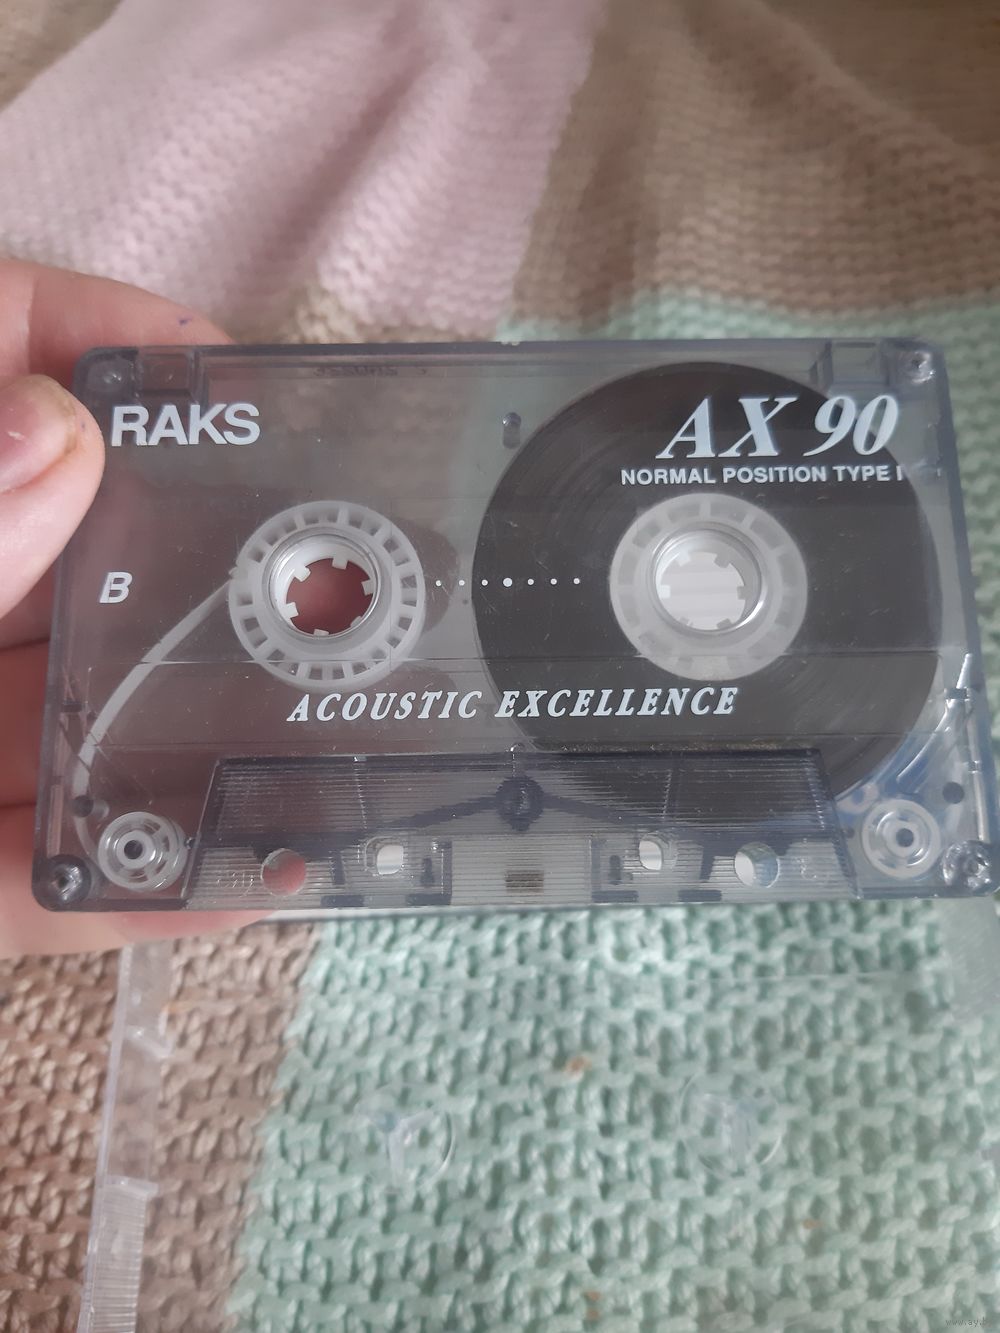 RAKS
AX 90
NORMAL POSITION TYPE I
B
ACOUSTIC EXCELLENCE